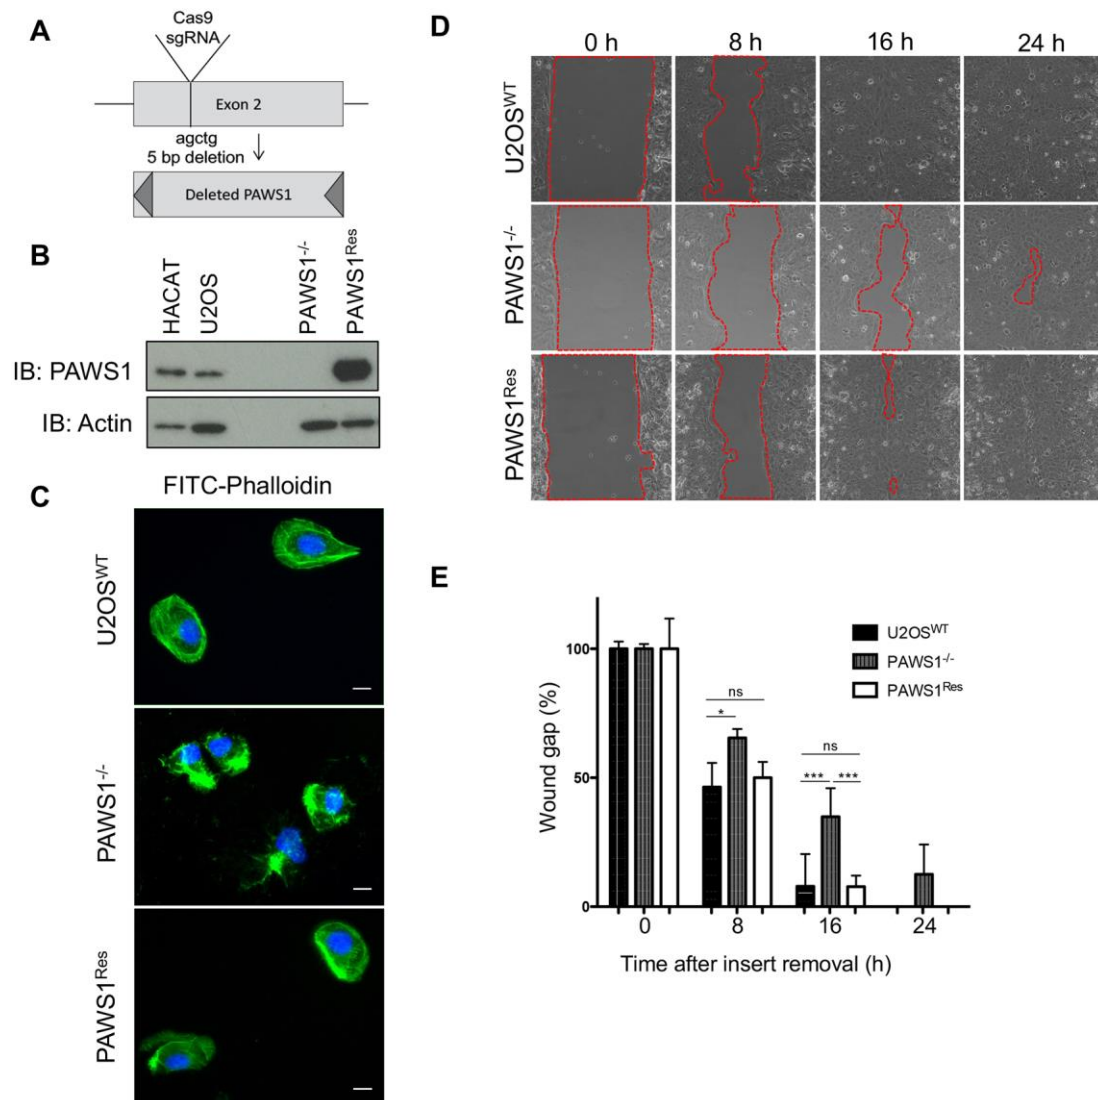 A
Cas9
sgRNA
Exon 2
agctg
5 bp deletion
Deleted PAWS1
B
HACAT
U2OS
PAWS1-/-
PAWS1Res
IB: PAWS1
IB: Actin
C
FITC-Phalloidin
U2OSWT
PAWS1-/-
PAWS1Res
D
0 h 8 h 16 h 24 h
U2OSWT
PAWS1-/-
PAWS1Res
E
Wound gap (%)
100
50
0
U2OSWT
PAWS1-/-
PAWS1Res
ns
*
ns
*** ***
0 8 16 24
Time after insert removal (h)